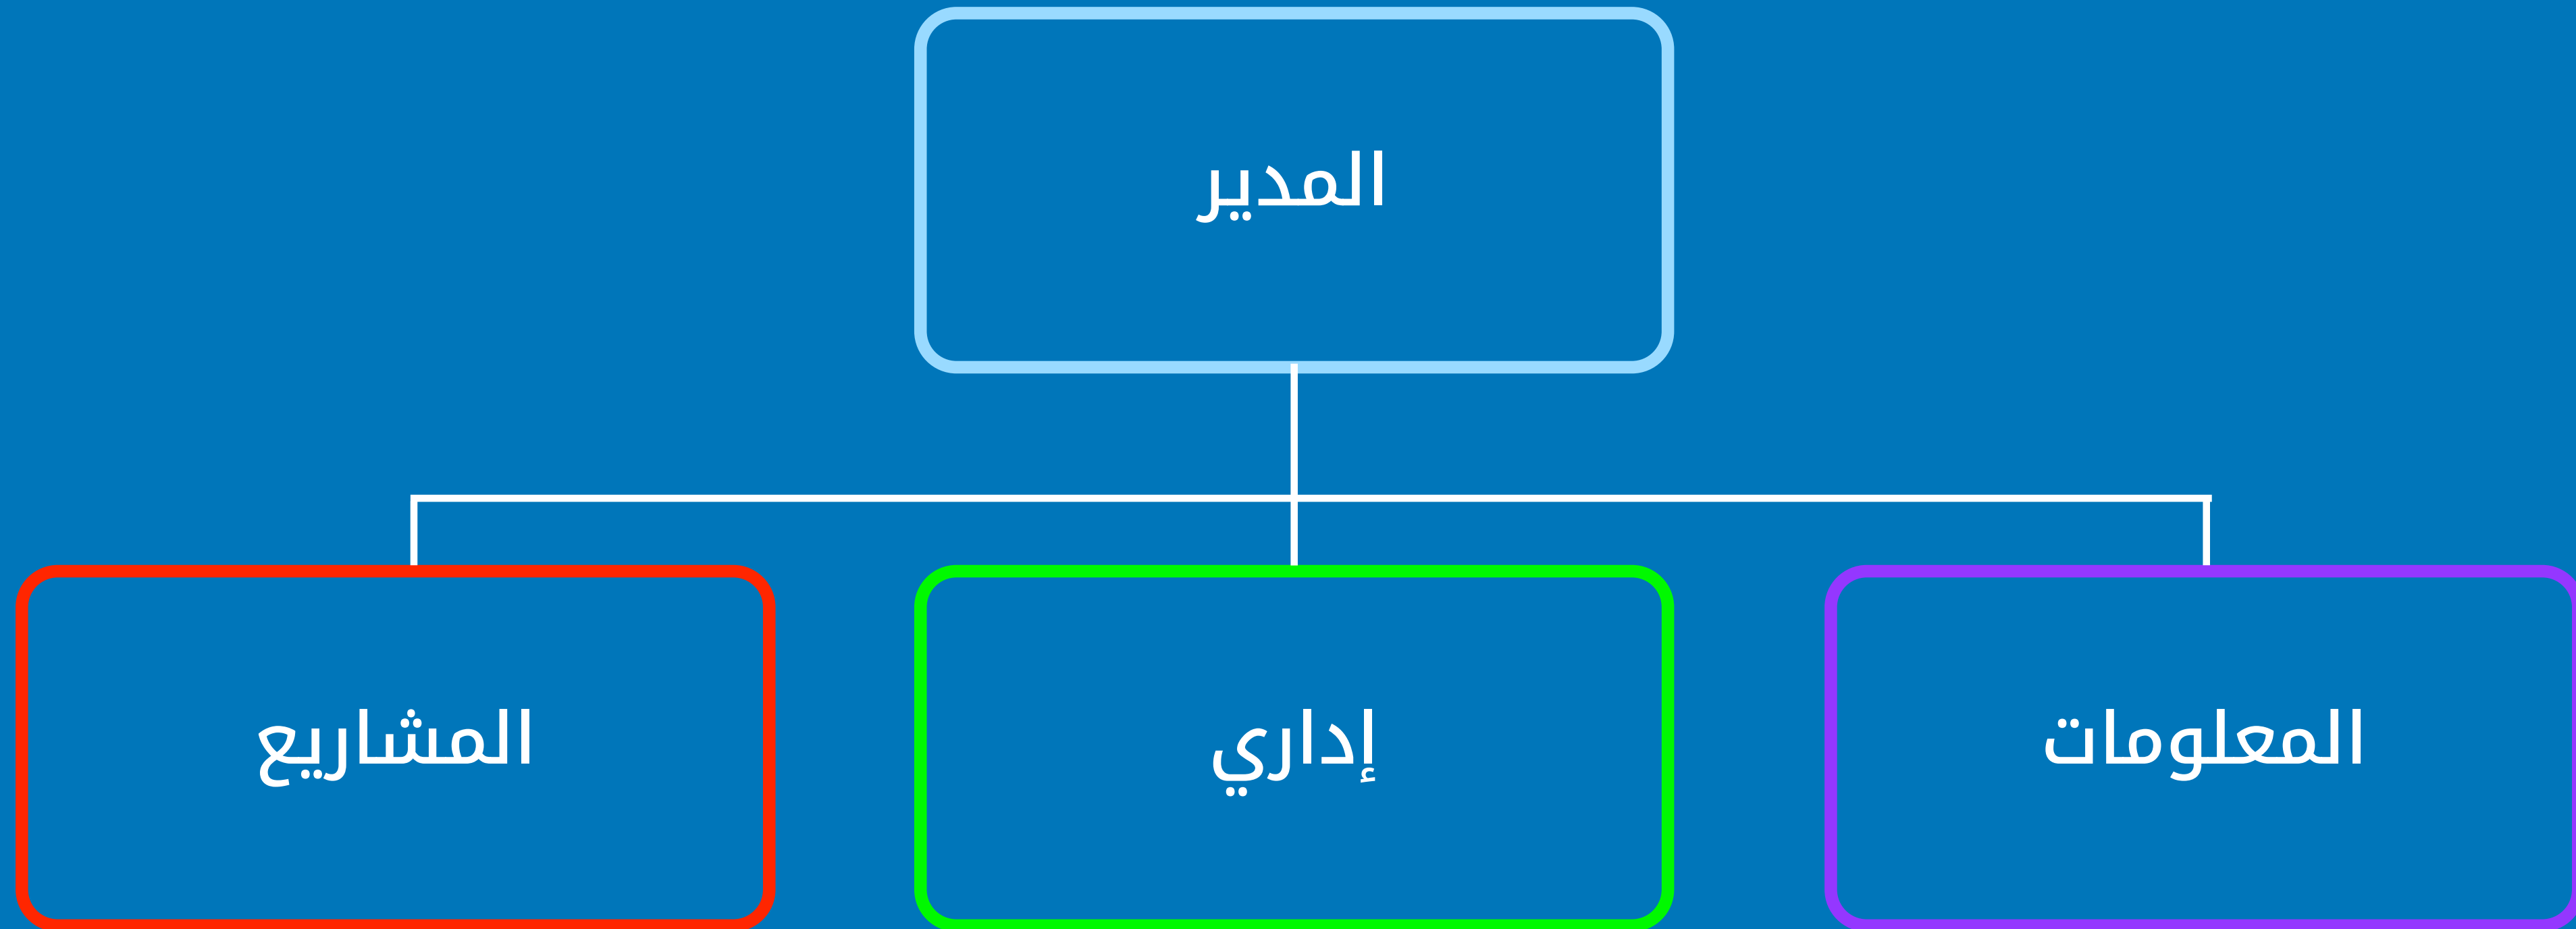 المدير
المعلومات
إداري
المشاريع